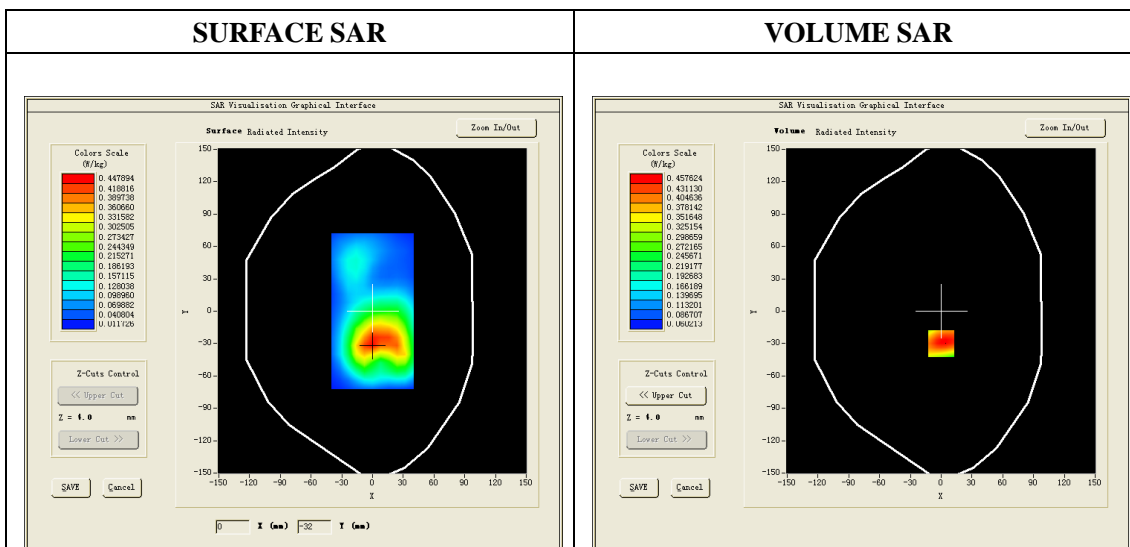 SURFACE SAR
SAR Visualisation Graphical Interface
Surface Radiated Intensity
Zoom In/Out
Colors Scale
(W/kg)
0.447894
0.418816
0.389738
0.360660
0.331582
0.302505
0.273427
0.244349
0.215271
0.186193
0.157115
0.128038
0.098960
0.069882
0.040804
0.011726
150
120
90
60
30
0
-30
-60
-90
-120
-150
Y
-150 -120 -90 -60 -30 0 30 60 90 120 150
X
Z-Cuts Control
<< Upper Cut
Z = 4.0 mm
Lower Cut >>
SAVE Cancel
0 X (mm) -32 Y (mm)
VOLUME SAR
SAR Visualisation Graphical Interface
Volume Radiated Intensity
Zoom In/Out
Colors Scale
(W/kg)
0.457624
0.431130
0.404636
0.378142
0.351648
0.325154
0.298659
0.272165
0.245671
0.219177
0.192683
0.166189
0.139695
0.113201
0.086707
0.060213
150
120
90
60
30
0
-30
-60
-90
-120
-150
Y
-150 -120 -90 -60 -30 0 30 60 90 120 150
X
Z-Cuts Control
<< Upper Cut
Z = 4.0 mm
Lower Cut >>
SAVE Cancel